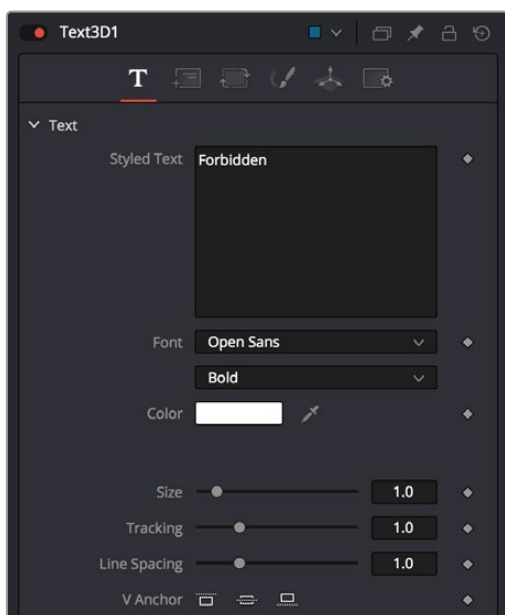 Text3D1
T
Text
Styled Text Forbidden
Font Open Sans
Bold
Color
Size 1.0
Tracking 1.0
Line Spacing 1.0
V Anchor